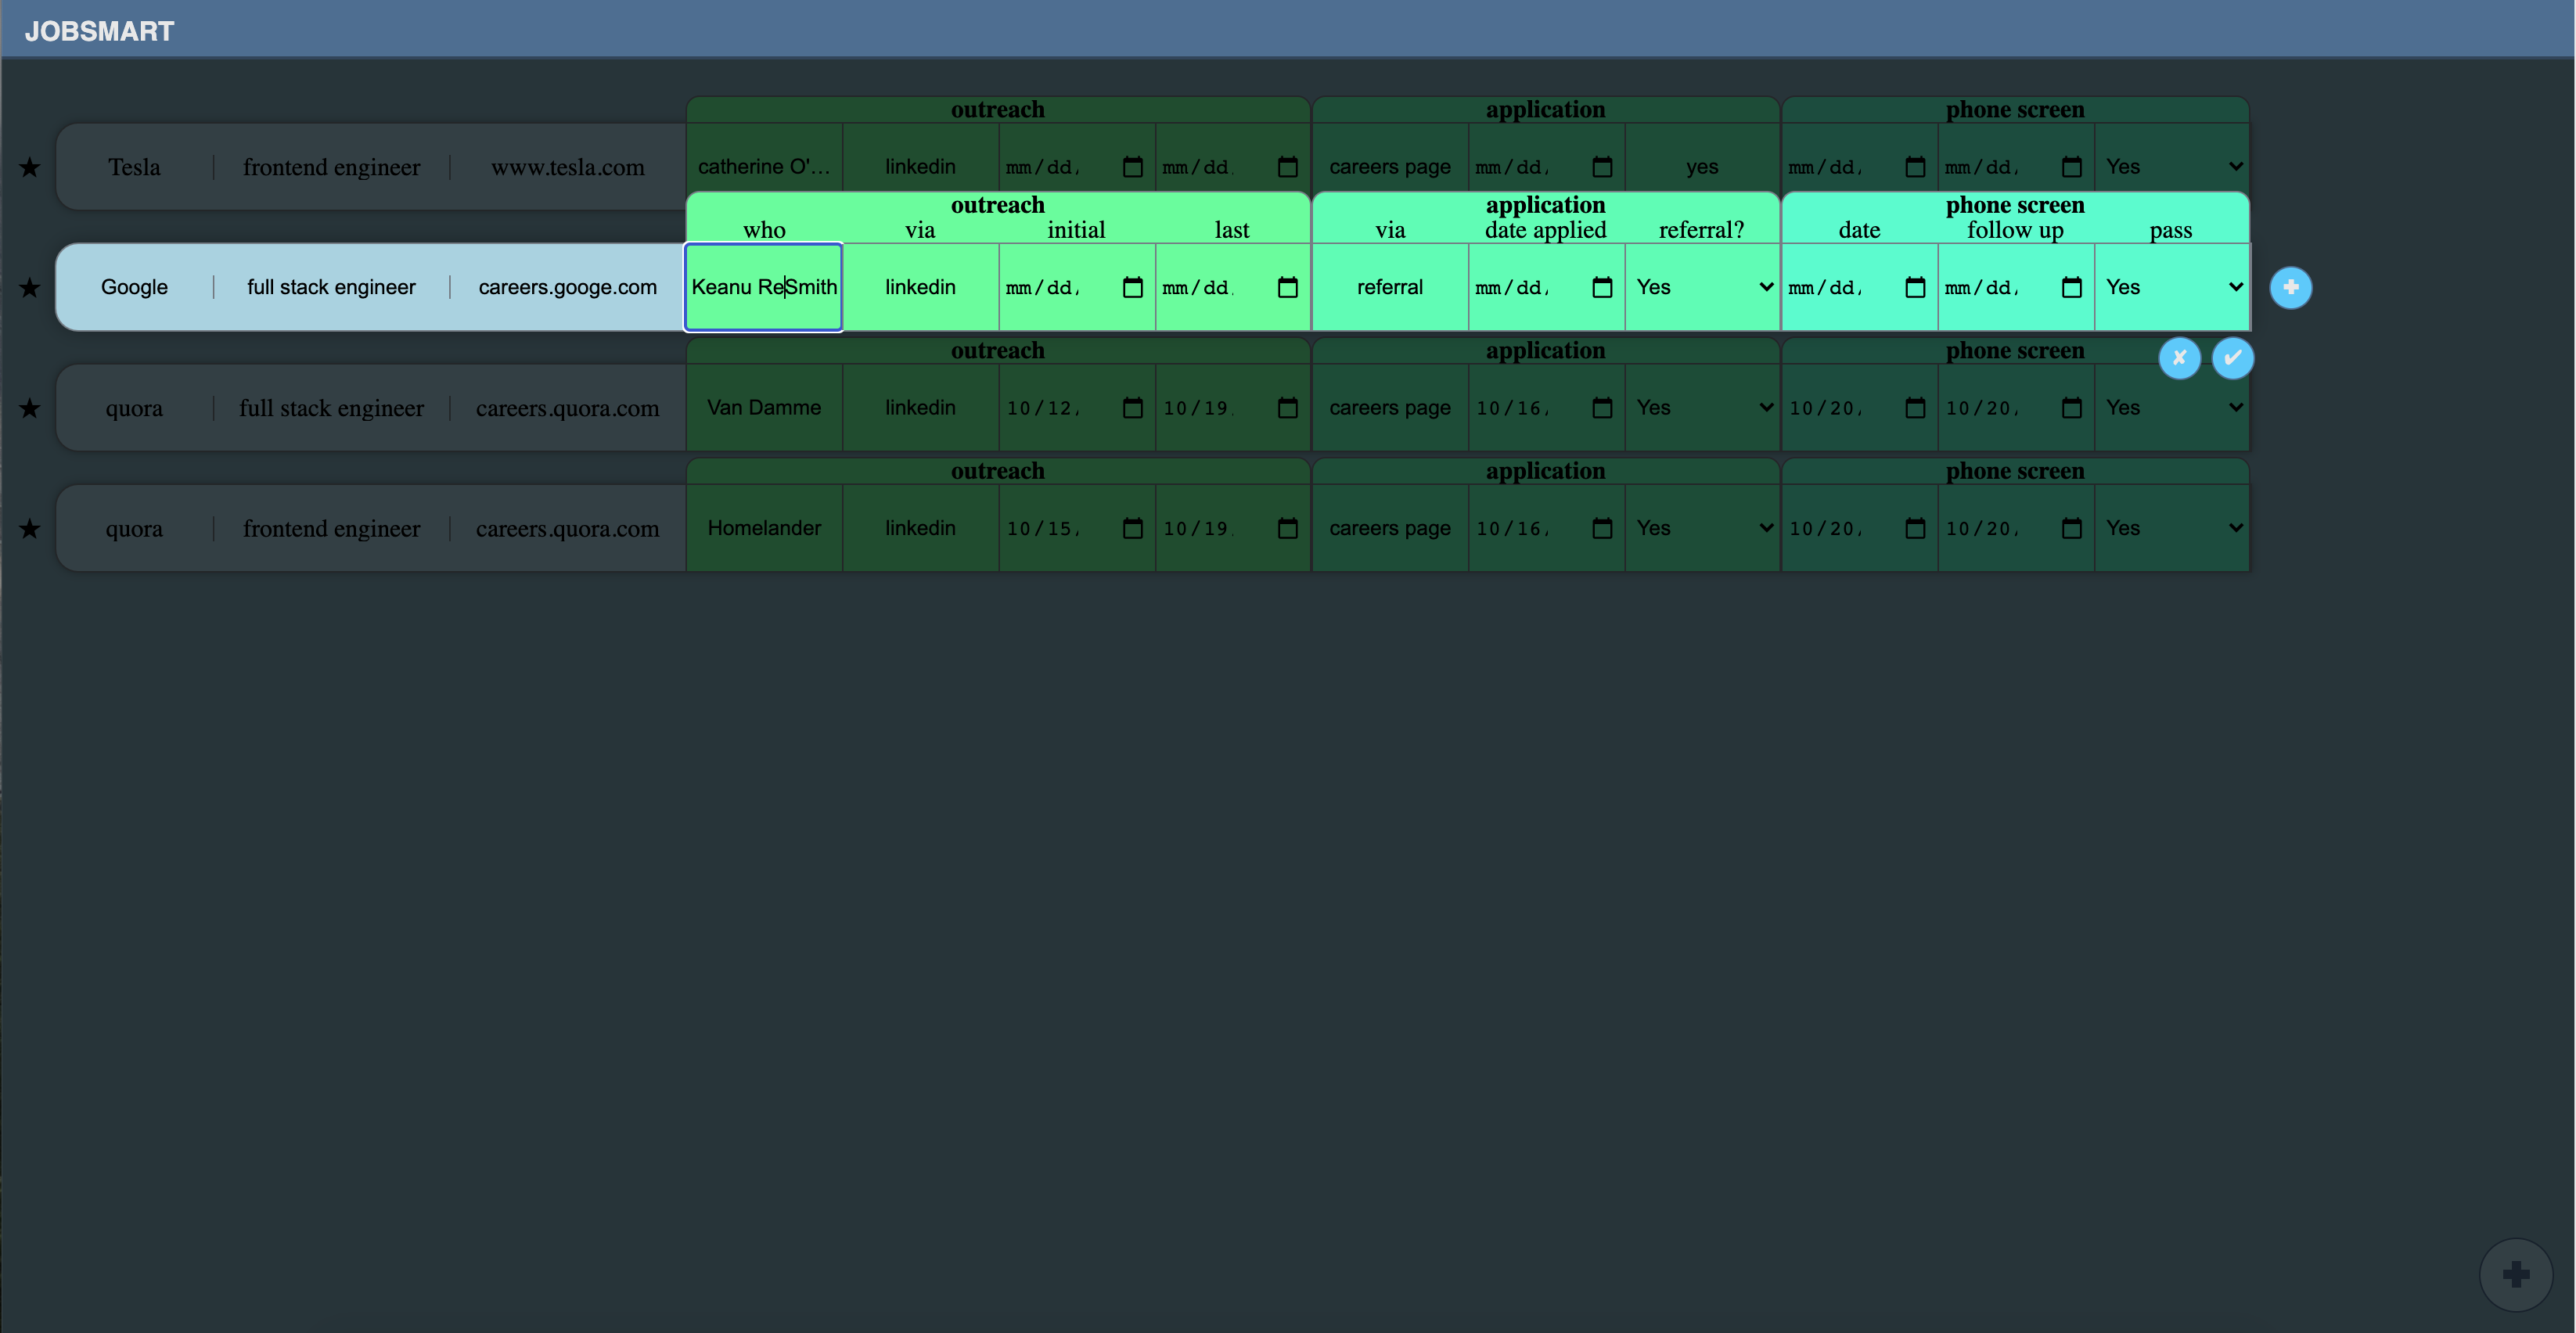 JOBSMART
outreach application phone screen
Tesla frontend engineer www.tesla.com catherine O'... linkedin mm/dd, mm/dd careers page mm/dd, yes mm/dd, mm/dd, Yes
outreach application phone screen
who via initial last via date applied referral? date follow up pass
Google full stack engineer careers.googe.com Keanu ReSmith linkedin mm/dd, mm/dd referral mm/dd, Yes mm/dd, mm/dd, Yes
outreach application phone screen
quora full stack engineer careers.quora.com Van Damme linkedin 10/12, 10/19 careers page 10/16, Yes 10/20, 10/20, Yes
outreach application phone screen
quora frontend engineer careers.quora.com Homelander linkedin 10/15, 10/19 careers page 10/16, Yes 10/20, 10/20, Yes